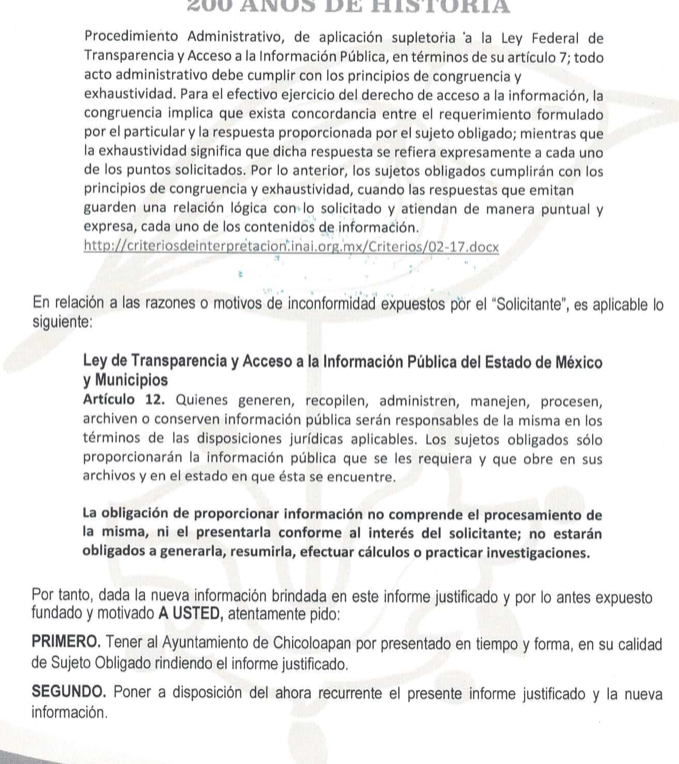 200 AÑOS DE HISTORIA
Procedimiento Administrativo, de aplicación supletoria a la Ley Federal de
Transparencia y Acceso a la Información Pública, en términos de su artículo 7; todo
acto administrativo debe cumplir con los principios de congruencia y
exhaustividad. Para el efectivo ejercicio del derecho de acceso a la información, la
congruencia implica que exista concordancia entre el requerimiento formulado
por el particular y la respuesta proporcionada por el sujeto obligado; mientras que
la exhaustividad significa que dicha respuesta se refiera expresamente a cada uno
de los puntos solicitados. Por lo anterior, los sujetos obligados cumplirán con los
principios de congruencia y exhaustividad, cuando las respuestas que emitan
guarden una relación lógica con lo solicitado y atiendan de manera puntual y
expresa, cada uno de los contenidos de información.
http://criteriosdeinterpretacion.inai.org.mx/Criterios/02-17.docx
En relación a las razones o motivos de inconformidad expuestos por el “Solicitante”, es aplicable lo
siguiente:
Ley de Transparencia y Acceso a la Información Pública del Estado de México
y Municipios
Artículo 12. Quienes generen, recopilen, administren, manejen, procesen,
archiven o conserven información pública serán responsables de la misma en los
términos de las disposiciones jurídicas aplicables. Los sujetos obligados sólo
proporcionarán la información pública que se les requiera y que obre en sus
archivos y en el estado en que ésta se encuentre.
La obligación de proporcionar información no comprende el procesamiento de
la misma, ni el presentarla conforme al interés del solicitante; no estarán
obligados a generarla, resumirla, efectuar cálculos o practicar investigaciones.
Por tanto, dada la nueva información brindada en este informe justificado y por lo antes expuesto
fundado y motivado A USTED, atentamente pido:
PRIMERO. Tener al Ayuntamiento de Chicoloapan por presentado en tiempo y forma, en su calidad
de Sujeto Obligado rindiendo el informe justificado.
SEGUNDO. Poner a disposición del ahora recurrente el presente informe justificado y la nueva
información.